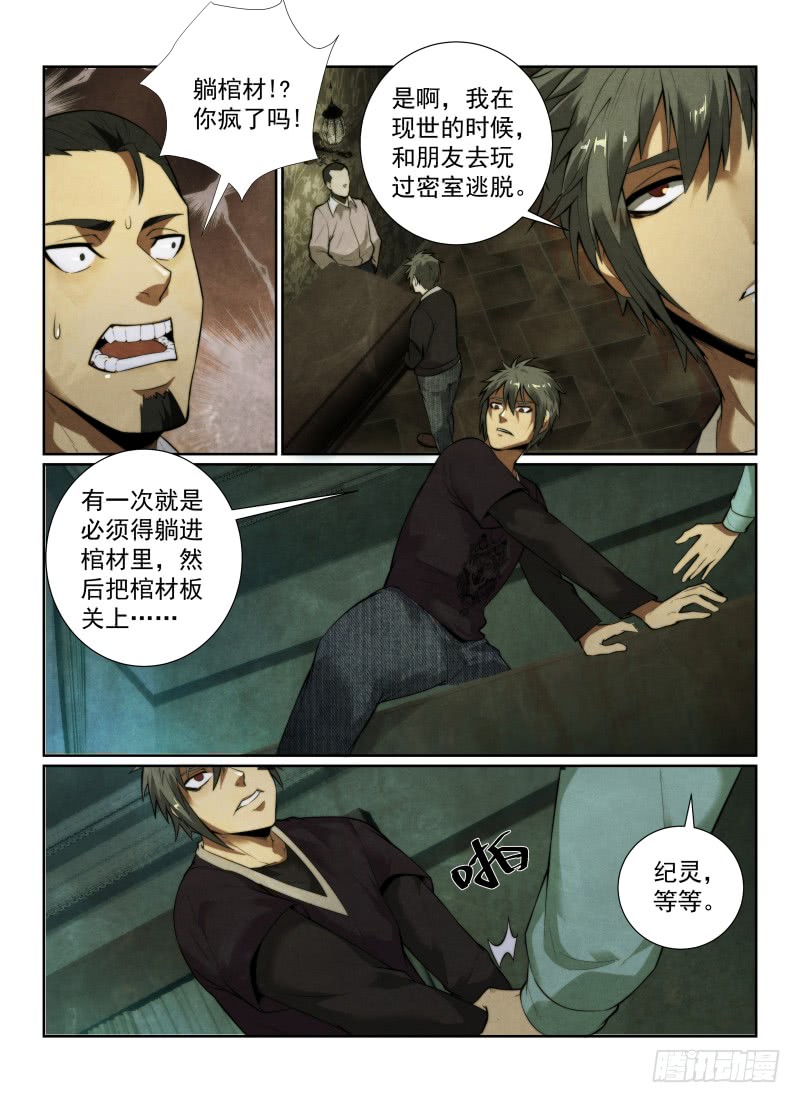 躺棺材!?
你疯了吗!
是啊，我在
现世的时候，
和朋友去玩
过密室逃脱。
有一次就是
必须得躺进
棺材里，然
后把棺材板
关上……
啪
纪灵，
等等。
腾讯动漫